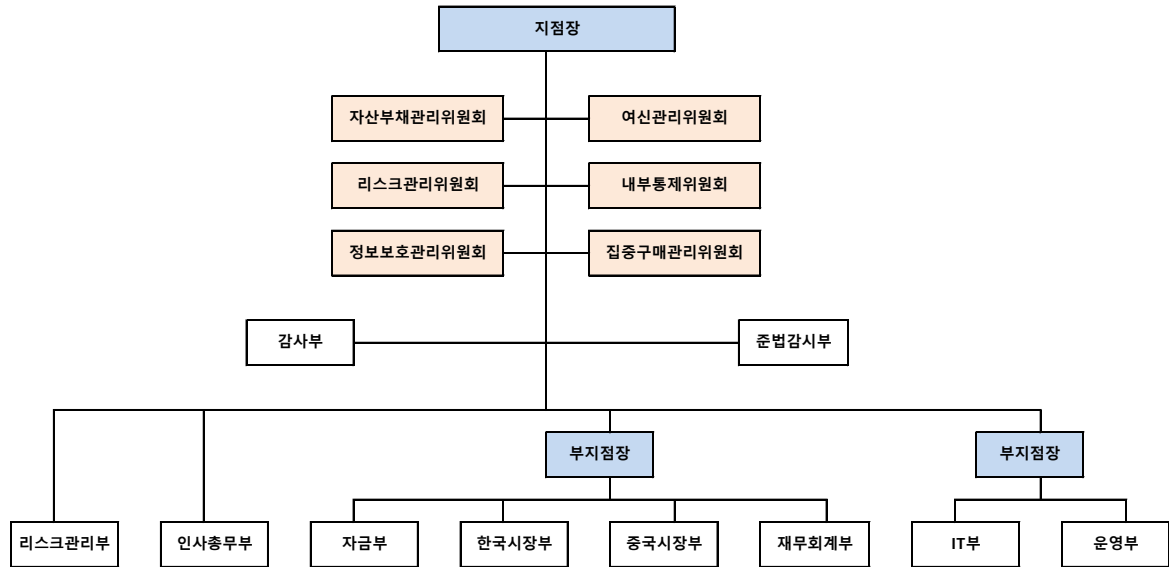 지점장
자산부채관리위원회
여신관리위원회
리스크관리위원회
내부통제위원회
정보보호관리위원회
집중구매관리위원회
감사부
준법감시부
부지점장
부지점장
리스크관리부
인사총무부
자금부
한국시장부
중국시장부
재무회계부
IT부
운영부